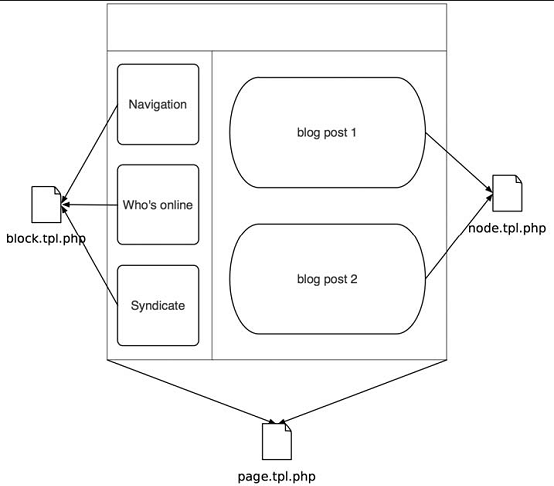 Navigation
blog post 1
Who's online
block.tpl.php
node.tpl.php
blog post 2
Syndicate
page.tpl.php